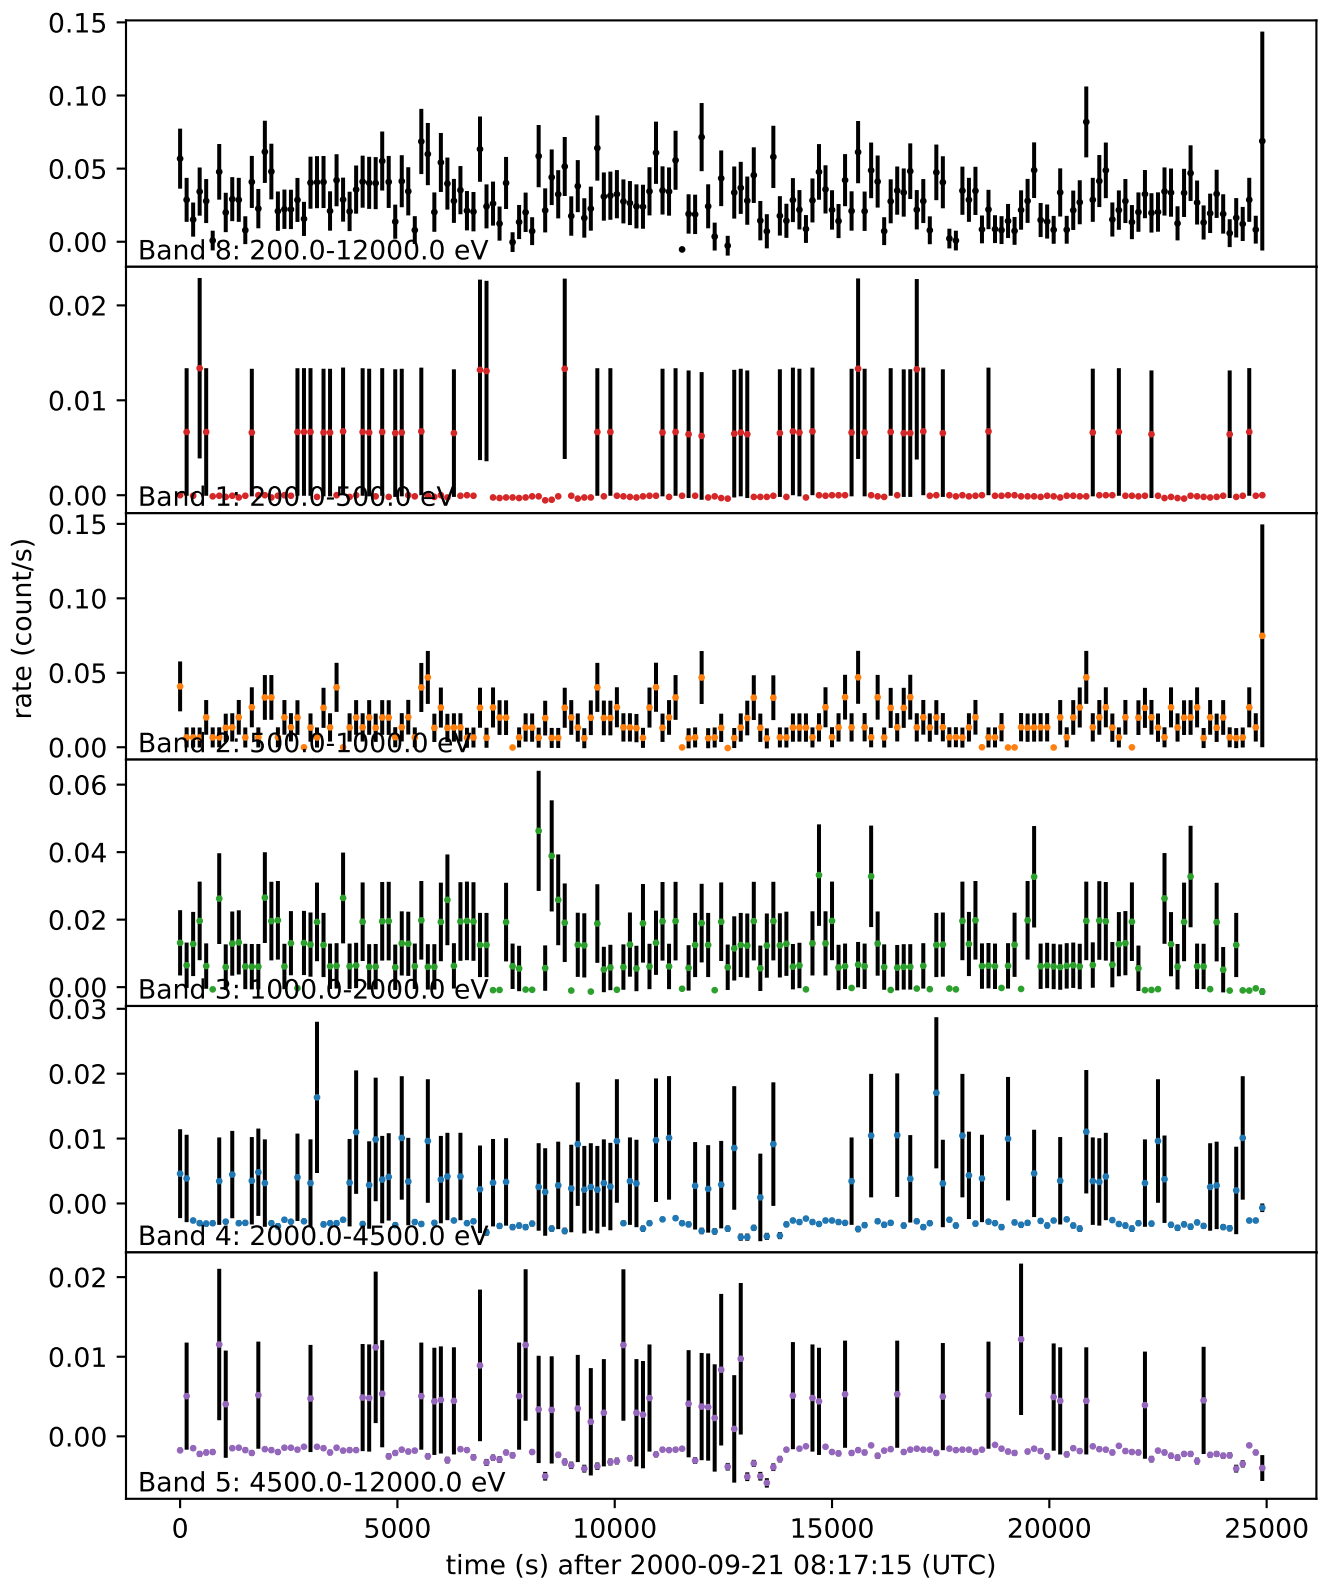 0.15
0.10
0.05
0.00
Band 8: 200.0-12000.0 eV
0.02
0.01
0.00
Band 1: 200.0-500.0 eV
0.15
0.10
0.05
0.00
Band 2: 500.0-1000.0 eV
rate (count/s)
0.06
0.04
0.02
0.00
Band 3: 1000.0-2000.0 eV
0.03
0.02
0.01
0.00
Band 4: 2000.0-4500.0 eV
0.02
0.01
0.00
Band 5: 4500.0-12000.0 eV
0 5000 10000 15000 20000 25000
time (s) after 2000-09-21 08:17:15 (UTC)